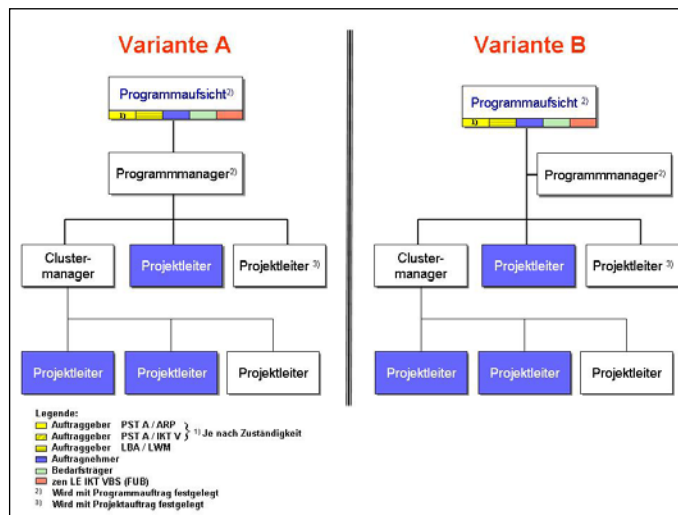 Variante A
Programmaufsicht 2)
1)
Programmmanager 2)
Cluster-
manager
Projektleiter
Projektleiter 3)
Projektleiter
Projektleiter
Projektleiter
Variante B
Programmaufsicht 2)
1)
Programmmanager 2)
Cluster-
manager
Projektleiter
Projektleiter 3)
Projektleiter
Projektleiter
Projektleiter
Legende:
Auftraggeber PST A / ARP
Auftraggeber PST A / IKT V } 1) Je nach Zuständigkeit
Auftraggeber LBA / LWM
Auftragnehmer
Bedarfsträger
zen LE IKT VBS (FUB)
2) Wird mit Programmauftrag festgelegt
3) Wird mit Projektauftrag festgelegt